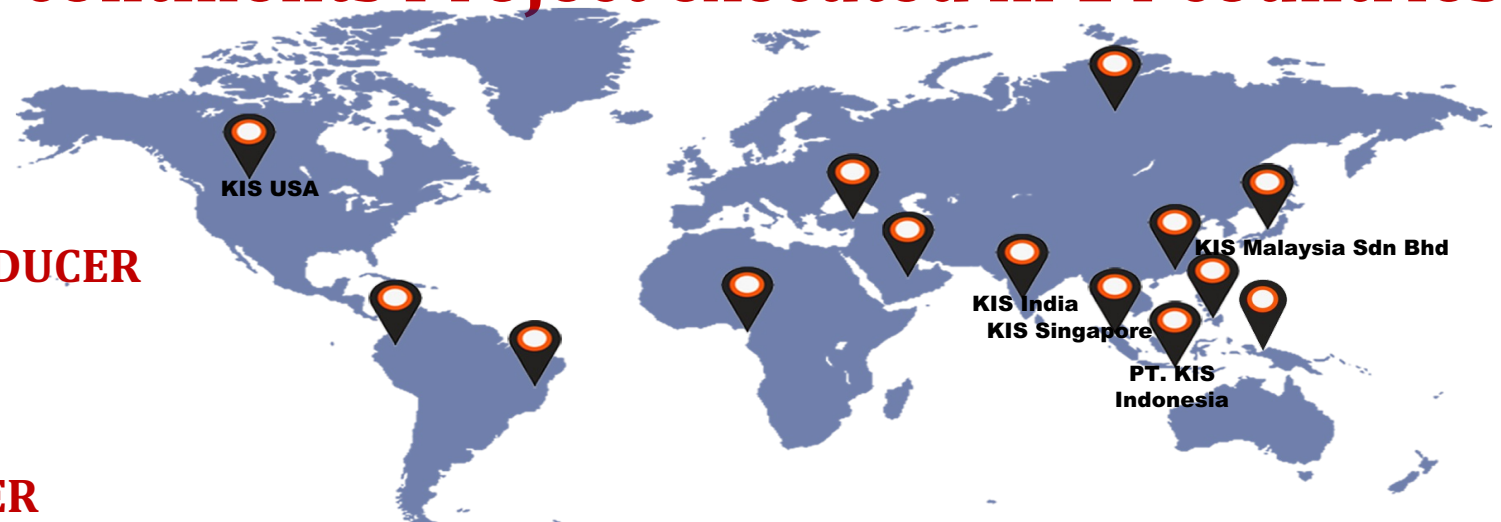 KIS USA
KIS Malaysia Sdn Bhd
DUCER
KIS India
KIS Singapore
PT. KIS
Indonesia
ER